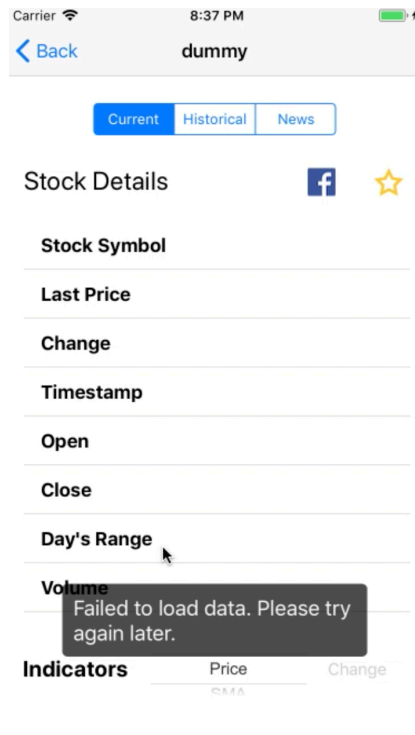 Carrier 8:37 PM
Back dummy
Current Historical News
Stock Details
Stock Symbol
Last Price
Change
Timestamp
Open
Close
Day's Range
Volume
Failed to load data. Please try
again later.
Indicators Price Change
SMA